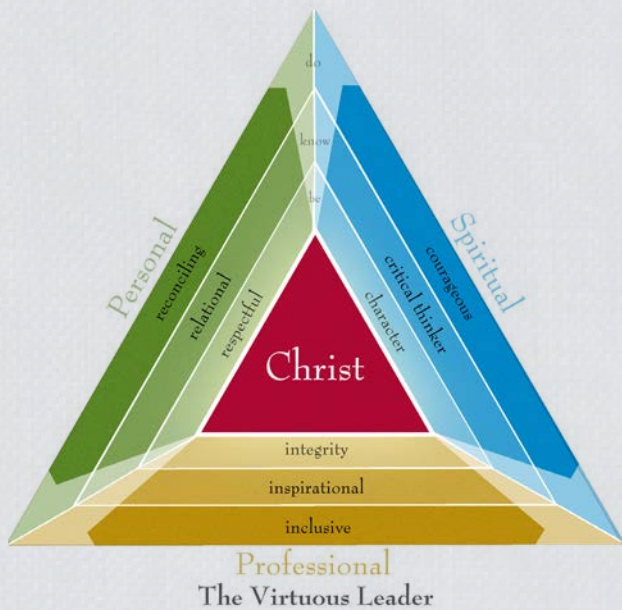 do
know
be
Personal
reconciling
relational
respectful
Spiritual
courageous
critical thinker
character
Christ
integrity
inspirational
inclusive
Professional
The Virtuous Leader